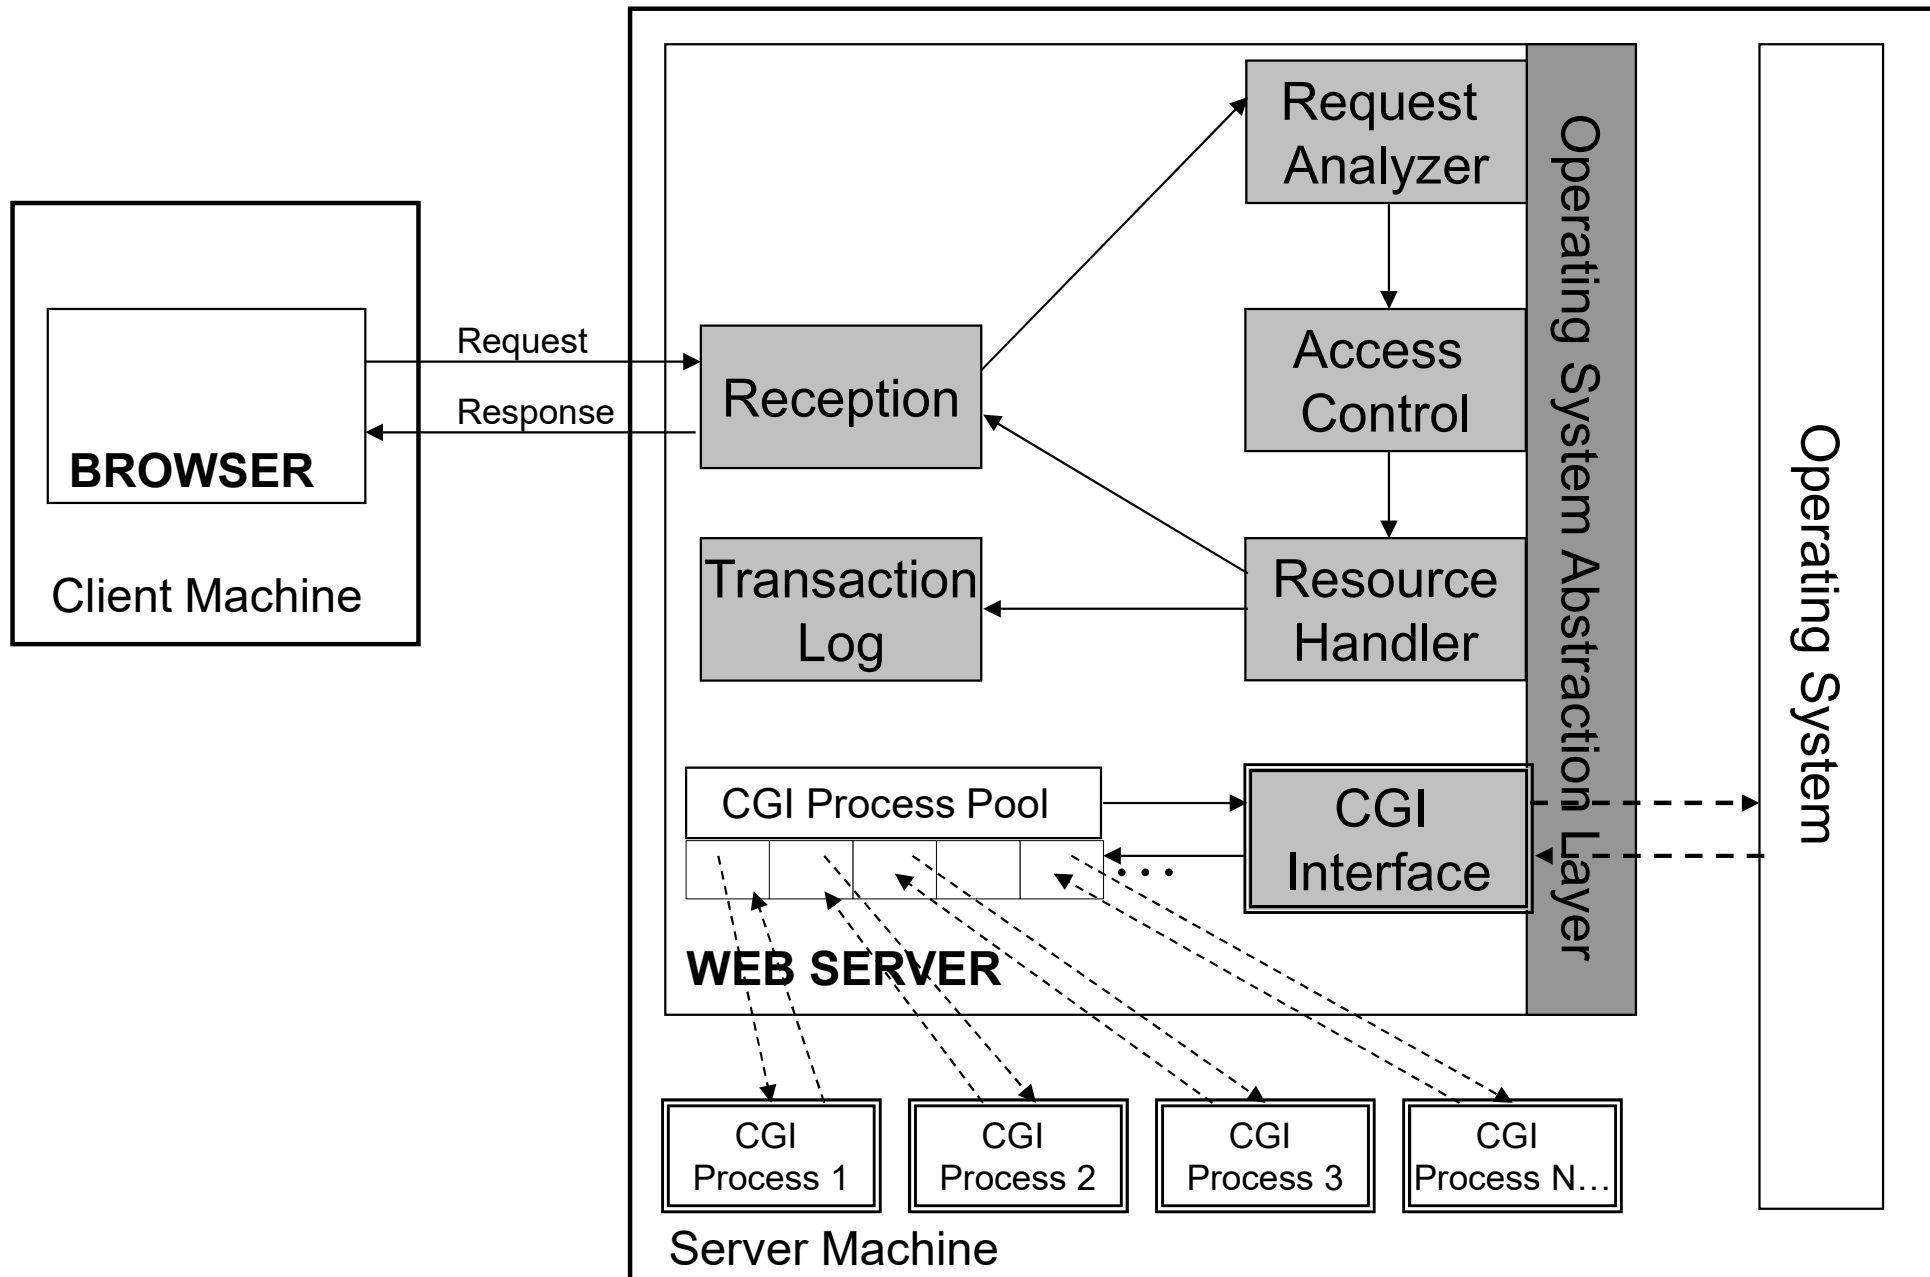 Request
Analyzer
Operating System Abstraction Layer
Operating System
Request
Response
BROWSER
Client Machine
Reception
Access
Control
Transaction
Log
Resource
Handler
CGI Process Pool
CGI
Interface
. . .
WEB SERVER
CGI
Process 1
CGI
Process 2
CGI
Process 3
CGI
Process N…
Server Machine